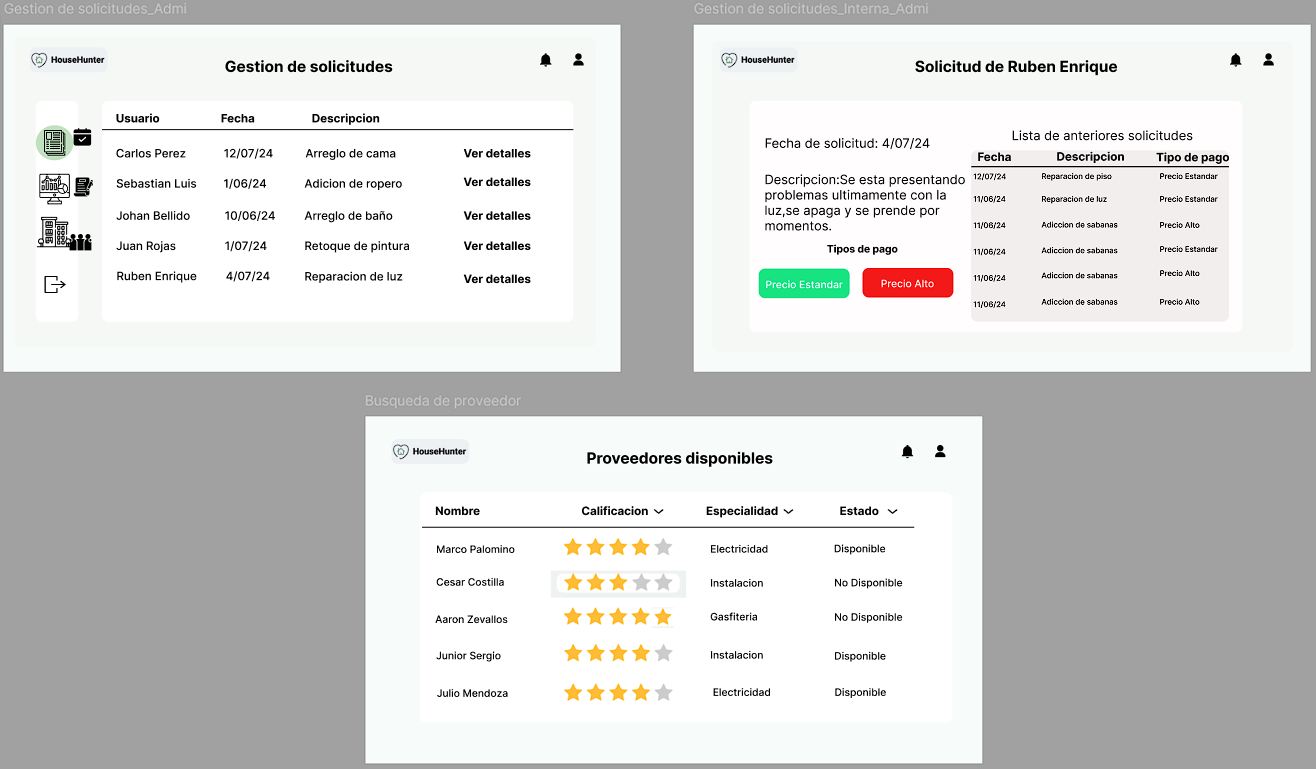 Gestion de solicitudes_Admi
HouseHunter
Gestion de solicitudes
Usuario Fecha Descripcion
Carlos Perez 12/07/24 Arreglo de cama Ver detalles
Sebastian Luis 1/06/24 Adicion de ropero Ver detalles
Johan Bellido 10/06/24 Arreglo de baño Ver detalles
Juan Rojas 1/07/24 Retoque de pintura Ver detalles
Ruben Enrique 4/07/24 Reparacion de luz Ver detalles
Gestion de solicitudes_Interna_Admi
HouseHunter
Solicitud de Ruben Enrique
Fecha de solicitud: 4/07/24
Descripcion:Se esta presentando
problemas ultimamente con la
luz,se apaga y se prende por
momentos.
Tipos de pago
Precio Estandar Precio Alto
Lista de anteriores solicitudes
Fecha Descripcion Tipo de pago
12/07/24 Reparacion de piso Precio Estandar
11/06/24 Reparacion de luz Precio Estandar
11/06/24 Adiccion de sabanas Precio Alto
11/06/24 Adiccion de sabanas Precio Estandar
11/06/24 Adiccion de sabanas Precio Alto
11/06/24 Adiccion de sabanas Precio Alto
Busqueda de proveedor
HouseHunter
Proveedores disponibles
Nombre Calificacion Especialidad Estado
Marco Palomino Electricidad Disponible
Cesar Costilla Instalacion No Disponible
Aaron Zevallos Gasfiteria No Disponible
Junior Sergio Instalacion Disponible
Julio Mendoza Electricidad Disponible